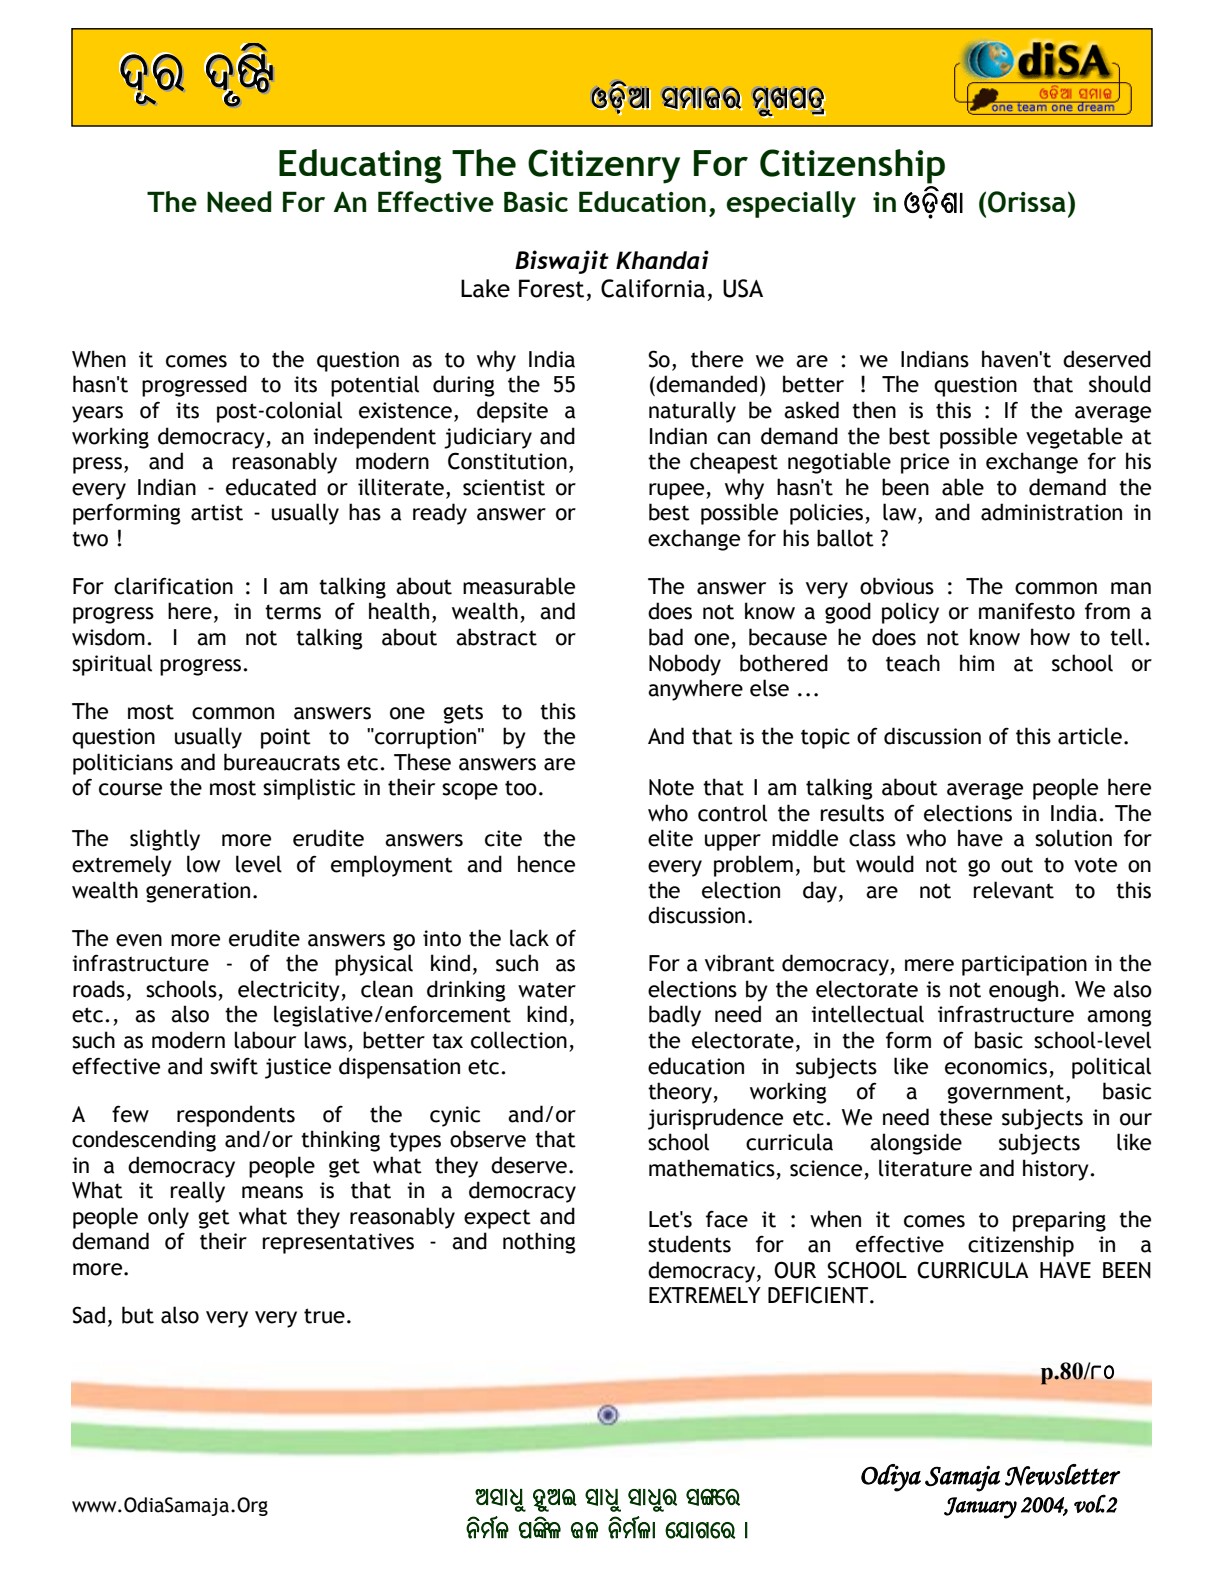 ଦୂର ଦୃଷ୍ଟି
ଓଡ଼ିଆ ସମାଜର ମୁଖପତ୍ର
OdiSA
ଓଡ଼ିଆ ସମାଜ
one team one dream
Educating The Citizenry For Citizenship
The Need For An Effective Basic Education, especially in ଓଡ଼ିଶା (Orissa)
Biswajit Khandai
Lake Forest, California, USA
When it comes to the question as to why India
hasn't progressed to its potential during the 55
years of its post-colonial existence, depsite a
working democracy, an independent judiciary and
press, and a reasonably modern Constitution,
every Indian - educated or illiterate, scientist or
performing artist - usually has a ready answer or
two !
For clarification : I am talking about measurable
progress here, in terms of health, wealth, and
wisdom. I am not talking about abstract or
spiritual progress.
The most common answers one gets to this
question usually point to "corruption" by the
politicians and bureaucrats etc. These answers are
of course the most simplistic in their scope too.
The slightly more erudite answers cite the
extremely low level of employment and hence
wealth generation.
The even more erudite answers go into the lack of
infrastructure - of the physical kind, such as
roads, schools, electricity, clean drinking water
etc., as also the legislative/enforcement kind,
such as modern labour laws, better tax collection,
effective and swift justice dispensation etc.
A few respondents of the cynic and/or
condescending and/or thinking types observe that
in a democracy people get what they deserve.
What it really means is that in a democracy
people only get what they reasonably expect and
demand of their representatives - and nothing
more.
Sad, but also very very true.
So, there we are : we Indians haven't deserved
(demanded) better ! The question that should
naturally be asked then is this : If the average
Indian can demand the best possible vegetable at
the cheapest negotiable price in exchange for his
rupee, why hasn't he been able to demand the
best possible policies, law, and administration in
exchange for his ballot ?
The answer is very obvious : The common man
does not know a good policy or manifesto from a
bad one, because he does not know how to tell.
Nobody bothered to teach him at school or
anywhere else ...
And that is the topic of discussion of this article.
Note that I am talking about average people here
who control the results of elections in India. The
elite upper middle class who have a solution for
every problem, but would not go out to vote on
the election day, are not relevant to this
discussion.
For a vibrant democracy, mere participation in the
elections by the electorate is not enough. We also
badly need an intellectual infrastructure among
the electorate, in the form of basic school-level
education in subjects like economics, political
theory, working of a government, basic
jurisprudence etc. We need these subjects in our
school curricula alongside subjects like
mathematics, science, literature and history.
Let's face it : when it comes to preparing the
students for an effective citizenship in a
democracy, OUR SCHOOL CURRICULA HAVE BEEN
EXTREMELY DEFICIENT.
p.80/୮୦
Odiya Samaja Newsletter
January 2004, vol.2
www.OdiaSamaja.Org
ଅସାଧୁ ହୁଅଇ ସାଧୁ ସାଧୁର ସଙ୍ଗରେ
ନିର୍ମଳ ପଙ୍କିଳ ଜଳ ନିର୍ମଳା ଯୋଗରେ ।